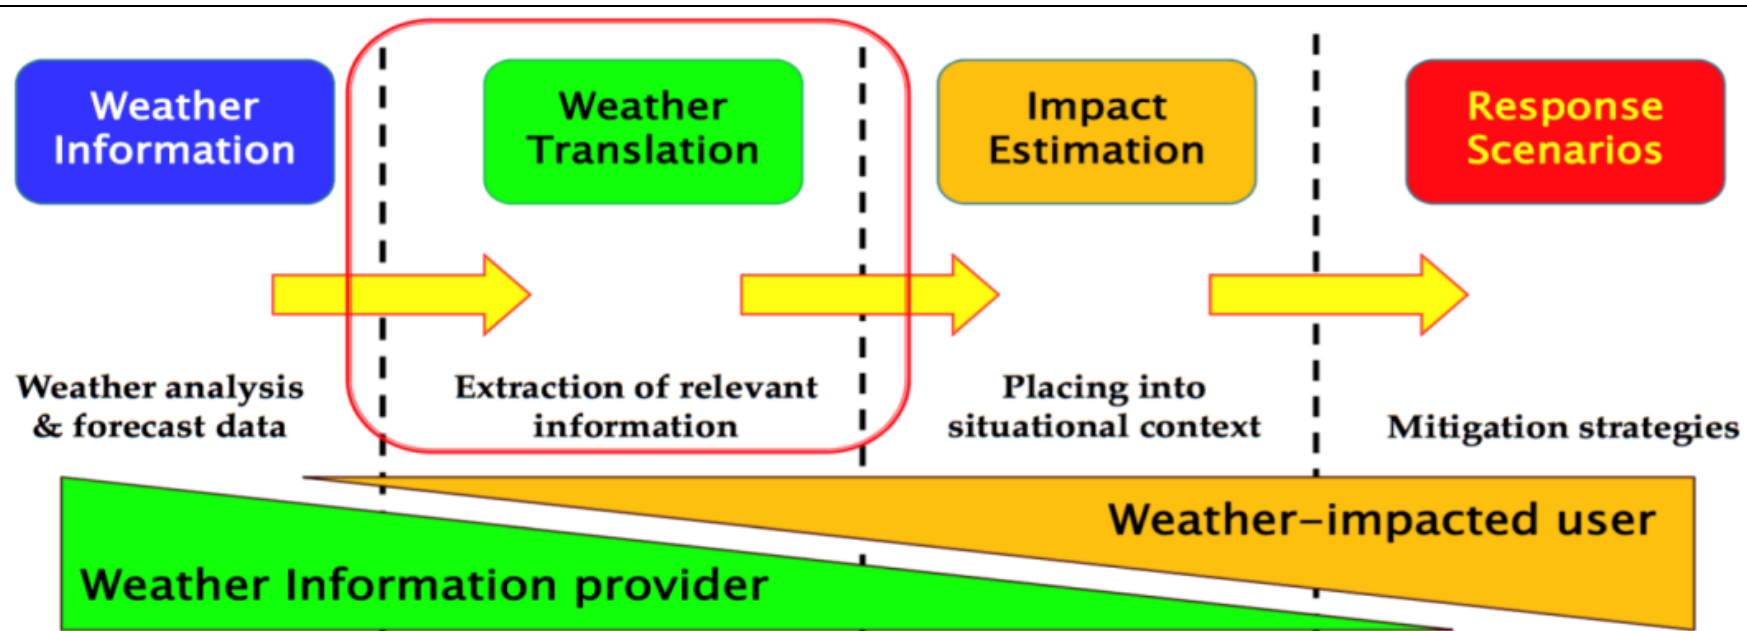 Weather
Information
Weather
Translation
Impact
Estimation
Response
Scenarios
Weather analysis
& forecast data
Extraction of relevant
information
Placing into
situational context
Mitigation strategies
Weather-impacted user
Weather Information provider